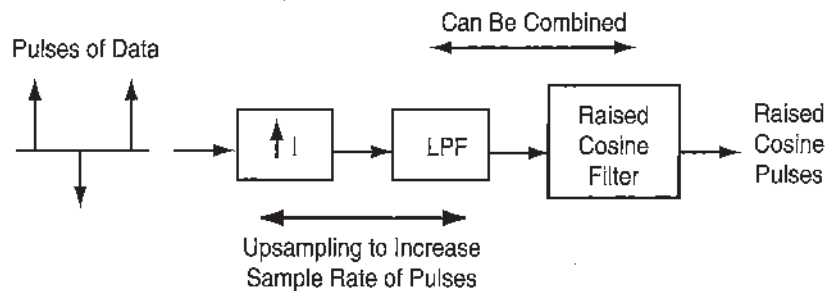 Can Be Combined
Pulses of Data
I
LPF
Raised
Cosine
Filter
Raised
Cosine
Pulses
Upsampling to Increase
Sample Rate of Pulses